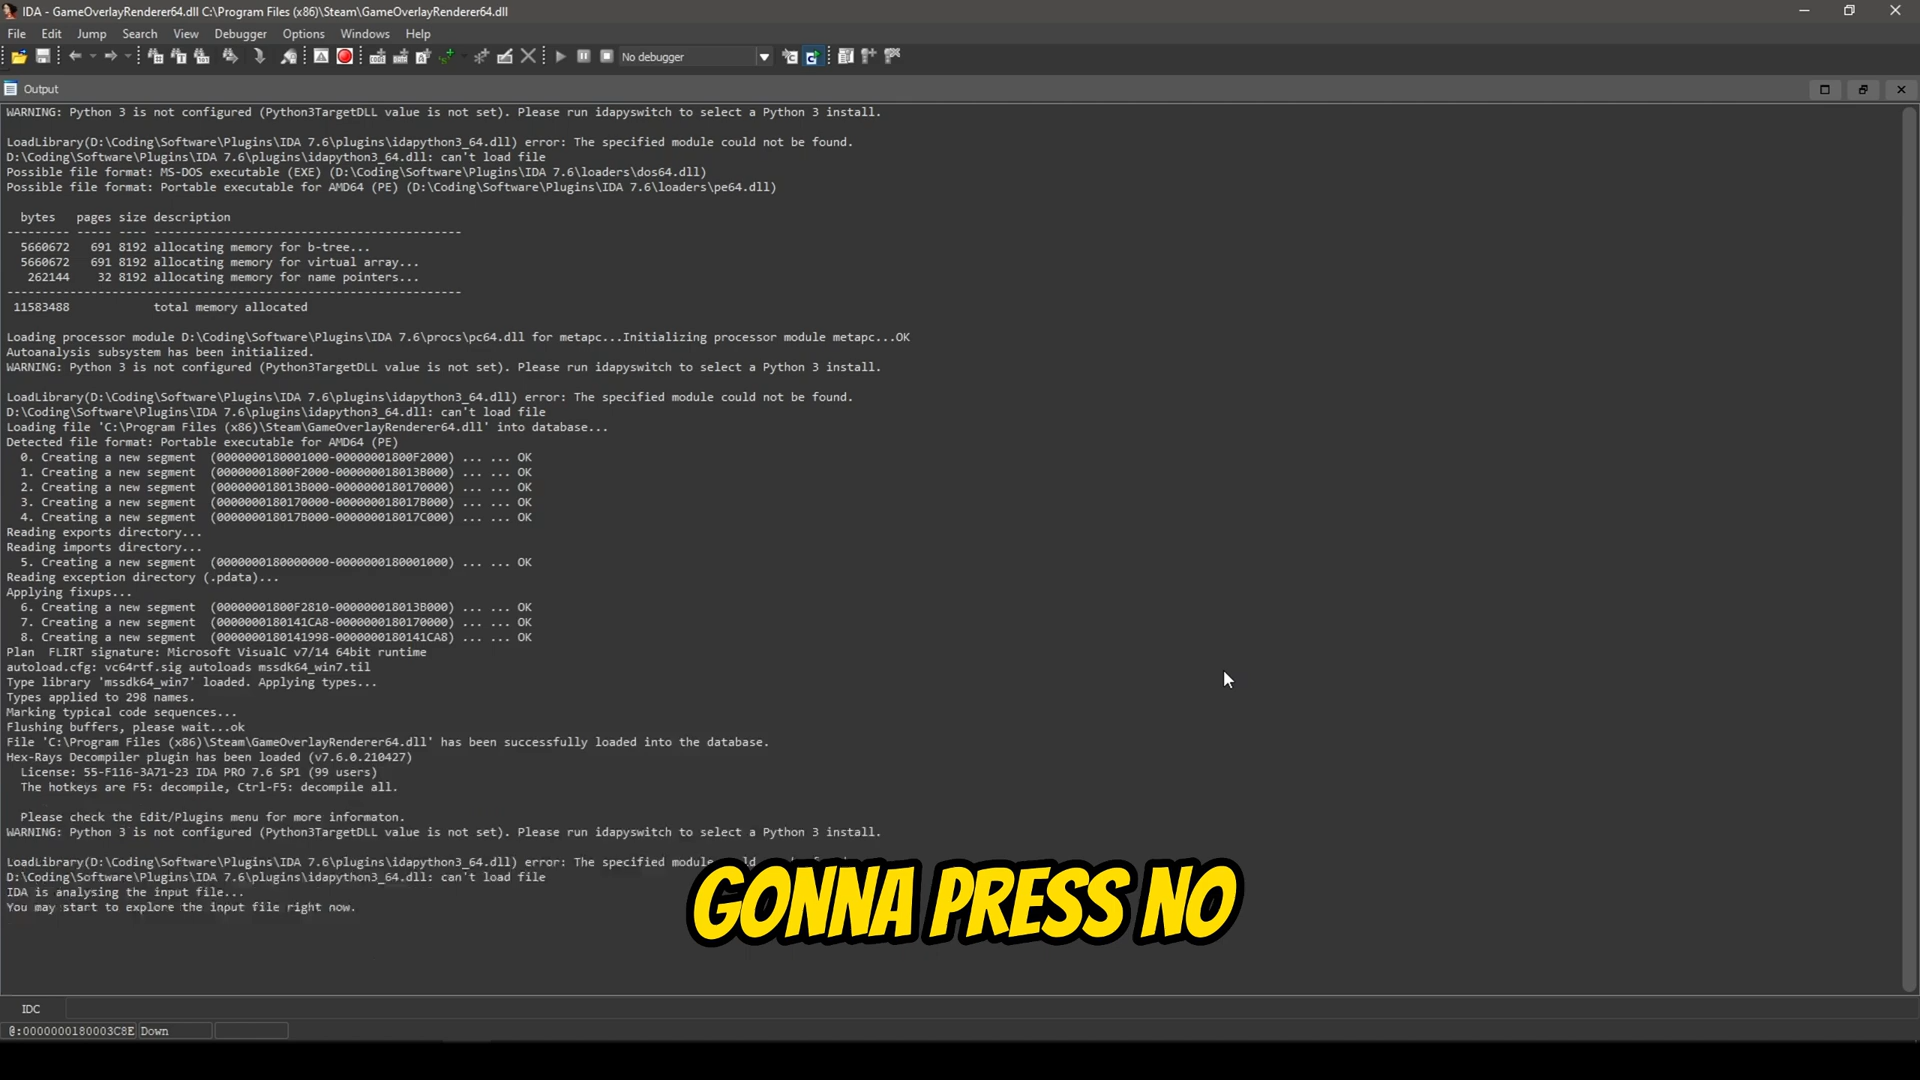 IDA - GameOverlayRenderer64.dll C:\Program Files (x86)\Steam\GameOverlayRenderer64.dll
File Edit Jump Search View Debugger Options Windows Help
No debugger
Output
WARNING: Python 3 is not configured (Python3TargetDLL value is not set). Please run idapyswitch to select a Python 3 install.
LoadLibrary(D:\Coding\Software\Plugins\IDA 7.6\plugins\idapython3_64.dll) error: The specified module could not be found.
D:\Coding\Software\Plugins\IDA 7.6\plugins\idapython3_64.dll: can't load file
Possible file format: MS-DOS executable (EXE) (D:\Coding\Software\Plugins\IDA 7.6\loaders\dos64.dll)
Possible file format: Portable executable for AMD64 (PE) (D:\Coding\Software\Plugins\IDA 7.6\loaders\pe64.dll)
bytes pages size description
--------- ----- ---- --------------------------------------------
5660672 691 8192 allocating memory for b-tree...
5660672 691 8192 allocating memory for virtual array...
262144 32 8192 allocating memory for name pointers...
-----------------------------------------------------------------
11583488 total memory allocated
Loading processor module D:\Coding\Software\Plugins\IDA 7.6\procs\pc64.dll for metapc...Initializing processor module metapc...OK
Autoanalysis subsystem has been initialized.
WARNING: Python 3 is not configured (Python3TargetDLL value is not set). Please run idapyswitch to select a Python 3 install.
LoadLibrary(D:\Coding\Software\Plugins\IDA 7.6\plugins\idapython3_64.dll) error: The specified module could not be found.
D:\Coding\Software\Plugins\IDA 7.6\plugins\idapython3_64.dll: can't load file
Loading file 'C:\Program Files (x86)\Steam\GameOverlayRenderer64.dll' into database...
Detected file format: Portable executable for AMD64 (PE)
0. Creating a new segment (0000000180001000-00000001800F2000) ... ... OK
1. Creating a new segment (00000001800F2000-000000018013B000) ... ... OK
2. Creating a new segment (000000018013B000-0000000180170000) ... ... OK
3. Creating a new segment (0000000180170000-000000018017B000) ... ... OK
4. Creating a new segment (000000018017B000-000000018017C000) ... ... OK
Reading exports directory...
Reading imports directory...
5. Creating a new segment (0000000180000000-0000000180001000) ... ... OK
Reading exception directory (.pdata)...
Applying fixups...
6. Creating a new segment (00000001800F2810-000000018013B000) ... ... OK
7. Creating a new segment (0000000180141CA8-0000000180170000) ... ... OK
8. Creating a new segment (0000000180141998-0000000180141CA8) ... ... OK
Plan FLIRT signature: Microsoft VisualC v7/14 64bit runtime
autoload.cfg: vc64rtf.sig autoloads mssdk64_win7.til
Type library 'mssdk64_win7' loaded. Applying types...
Types applied to 298 names.
Marking typical code sequences...
Flushing buffers, please wait...ok
File 'C:\Program Files (x86)\Steam\GameOverlayRenderer64.dll' has been successfully loaded into the database.
Hex-Rays Decompiler plugin has been loaded (v7.6.0.210427)
License: 55-F116-3A71-23 IDA PRO 7.6 SP1 (99 users)
The hotkeys are F5: decompile, Ctrl-F5: decompile all.
Please check the Edit/Plugins menu for more informaton.
WARNING: Python 3 is not configured (Python3TargetDLL value is not set). Please run idapyswitch to select a Python 3 install.
LoadLibrary(D:\Coding\Software\Plugins\IDA 7.6\plugins\idapython3_64.dll) error: The specified module
D:\Coding\Software\Plugins\IDA 7.6\plugins\idapython3_64.dll: can't load file
IDA is analysing the input file...
You may start to explore the input file right now.
GONNA PRESS NO
IDC
@:0000000180003C8E Down